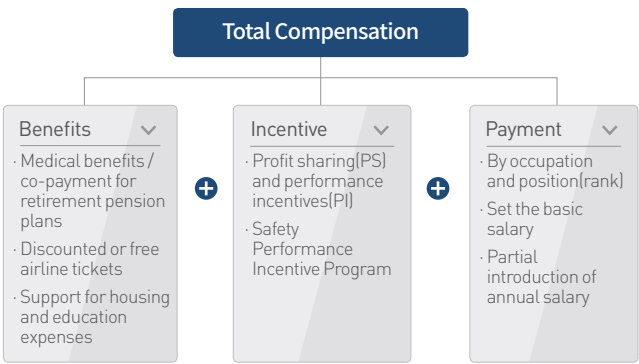 Total Compensation
Benefits
· Medical benefits /
co-payment for
retirement pension
plans
· Discounted or free
airline tickets
· Support for housing
and education
expenses
Incentive
· Profit sharing(PS)
and performance
incentives(PI)
· Safety
Performance
Incentive Program
Payment
· By occupation
and position(rank)
· Set the basic
salary
· Partial
introduction of
annual salary